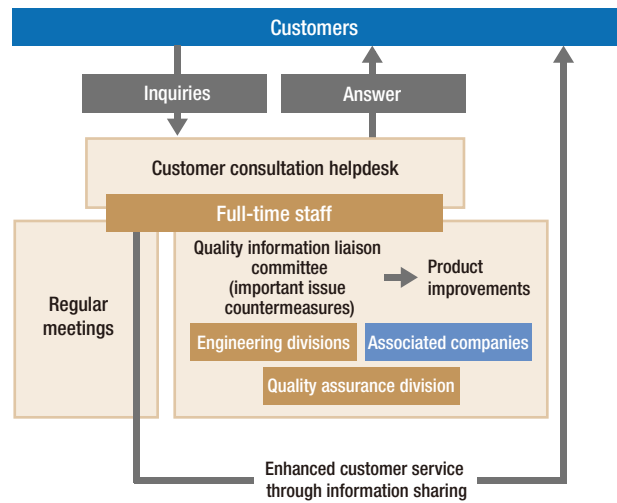 Customers
Inquiries
Answer
Customer consultation helpdesk
Full-time staff
Regular
meetings
Quality information liaison
committee
(important issue
countermeasures)
Product
improvements
Engineering divisions
Associated companies
Quality assurance division
Enhanced customer service
through information sharing